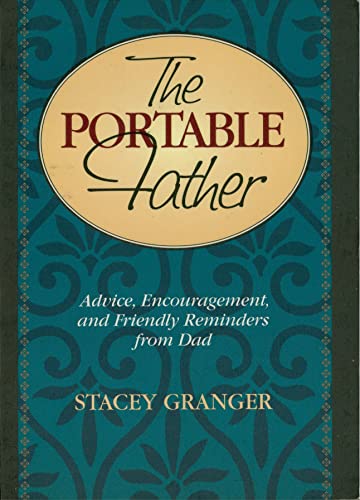 The
PORTABLE
Father
Advice, Encouragement,
and Friendly Reminders
from Dad
STACEY GRANGER